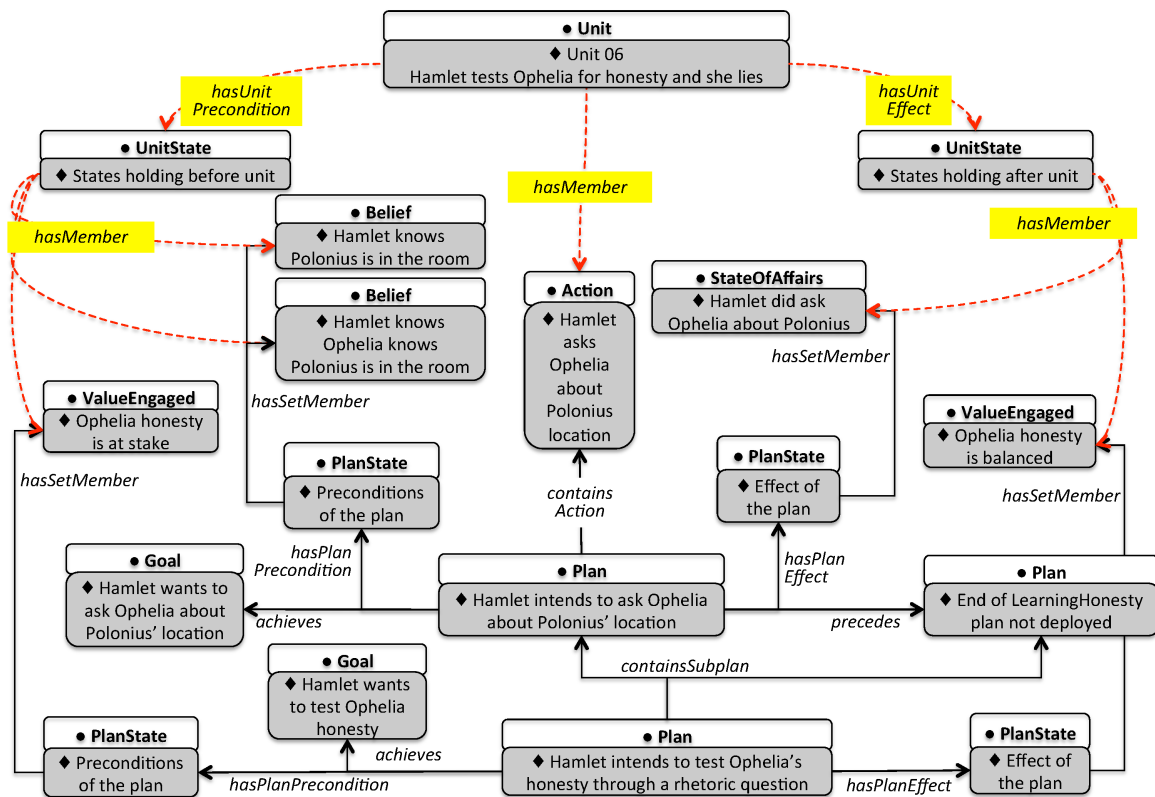 ● Unit
◆ Unit 06
Hamlet tests Ophelia for honesty and she lies
hasUnit
Precondition
hasUnit
Effect
● UnitState
◆ States holding before unit
● UnitState
◆ States holding after unit
hasMember
hasMember
hasMember
● Belief
◆ Hamlet knows
Polonius is in the room
● Belief
◆ Hamlet knows
Ophelia knows
Polonius is in the room
● Action
◆ Hamlet
asks
Ophelia
about
Polonius
location
● StateOfAffairs
◆ Hamlet did ask
Ophelia about Polonius
hasSetMember
● ValueEngaged
◆ Ophelia honesty
is at stake
hasSetMember
hasSetMember
● ValueEngaged
◆ Ophelia honesty
is balanced
hasSetMember
● PlanState
◆ Preconditions
of the plan
contains
Action
● PlanState
◆ Effect of
the plan
hasPlan
Precondition
hasPlan
Effect
● Goal
◆ Hamlet wants to
ask Ophelia about
Polonius’ location
achieves
● Plan
◆ Hamlet intends to ask Ophelia
about Polonius’ location
precedes
● Plan
◆ End of LearningHonesty
plan not deployed
● Goal
◆ Hamlet wants
to test Ophelia
honesty
containsSubplan
● PlanState
◆ Preconditions
of the plan
achieves
hasPlanPrecondition
● Plan
◆ Hamlet intends to test Ophelia’s
honesty through a rhetoric question
hasPlanEffect
● PlanState
◆ Effect of
the plan